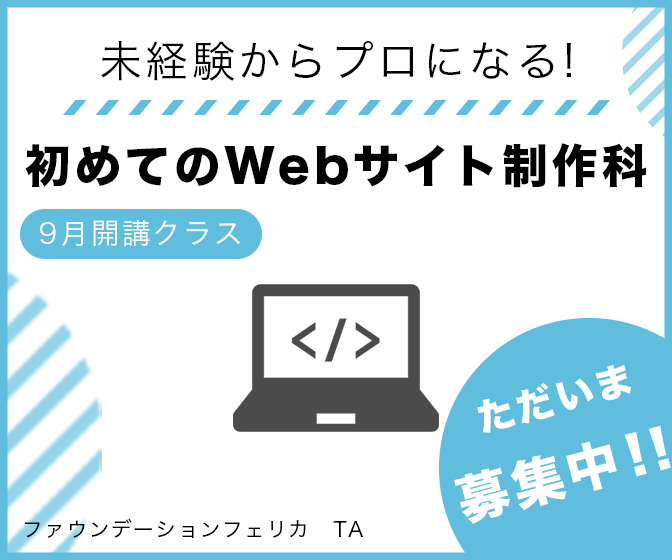 未経験からプロになる!
初めてのWebサイト制作科
9月開講クラス
</>
ただいま
募集中!!
ファウンデーションフェリカ　TA